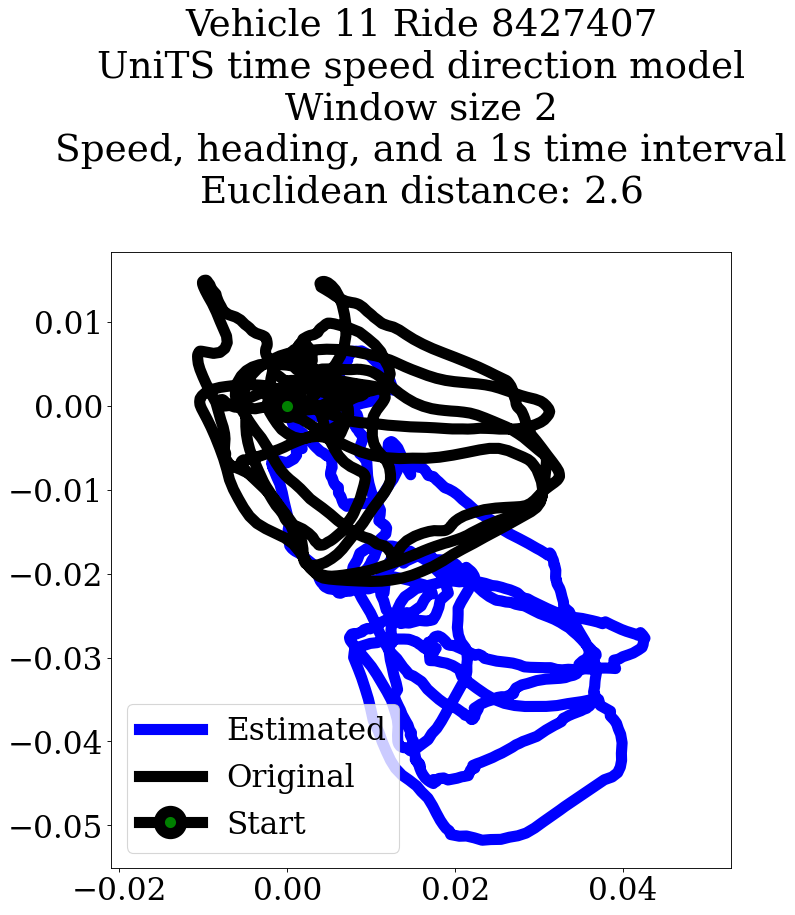 Vehicle 11 Ride 8427407
UniTS time speed direction model
Window size 2
Speed, heading, and a 1s time interval
Euclidean distance: 2.6
0.01
0.00
−0.01
−0.02
−0.03
−0.04
−0.05
Estimated
Original
Start
−0.02
0.00
0.02
0.04